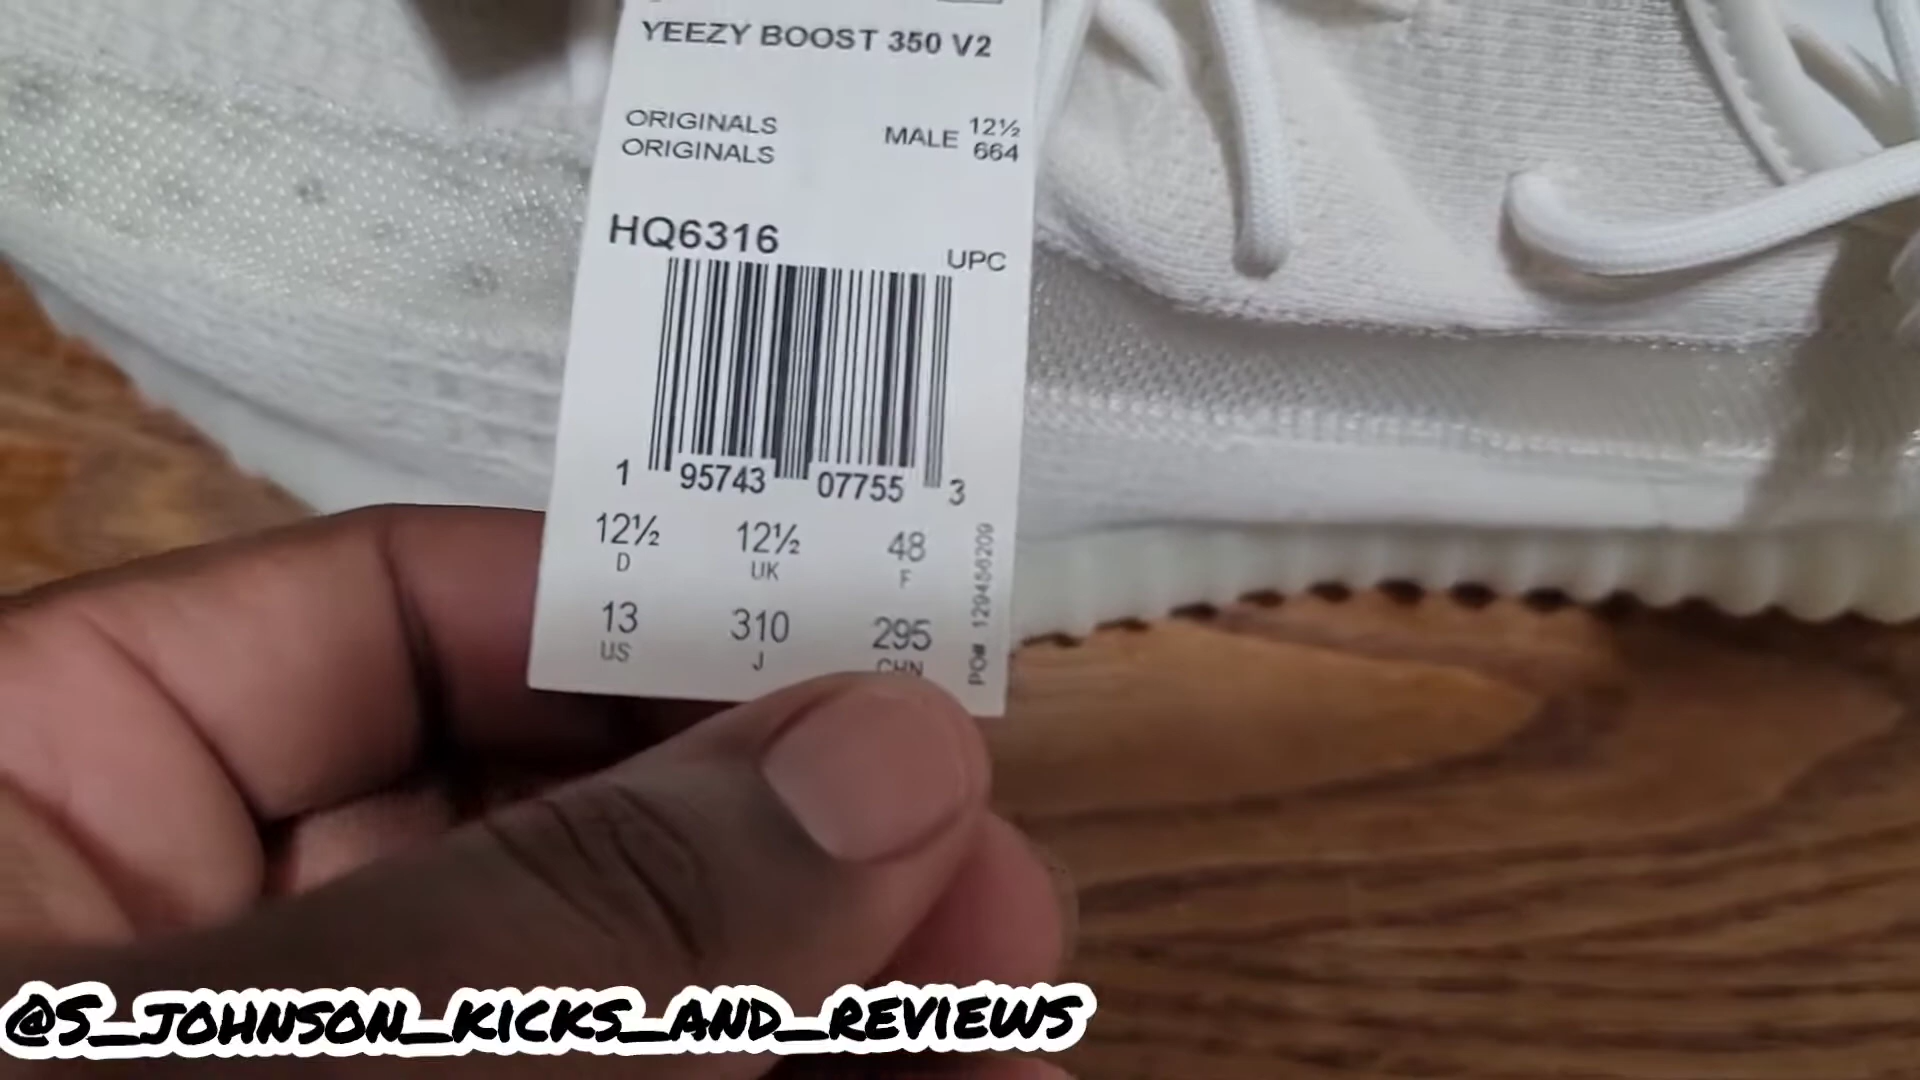 YEEZY BOOST 350 V2
ORIGINALS
ORIGINALS
MALE 12½
664
HQ6316
UPC
1 95743 07755 3
12½ 12½ 48
D UK F
13 310 295
US J CHN
PO# 129456209
@S_JOHNSON_KICKS_AND_REVIEWS